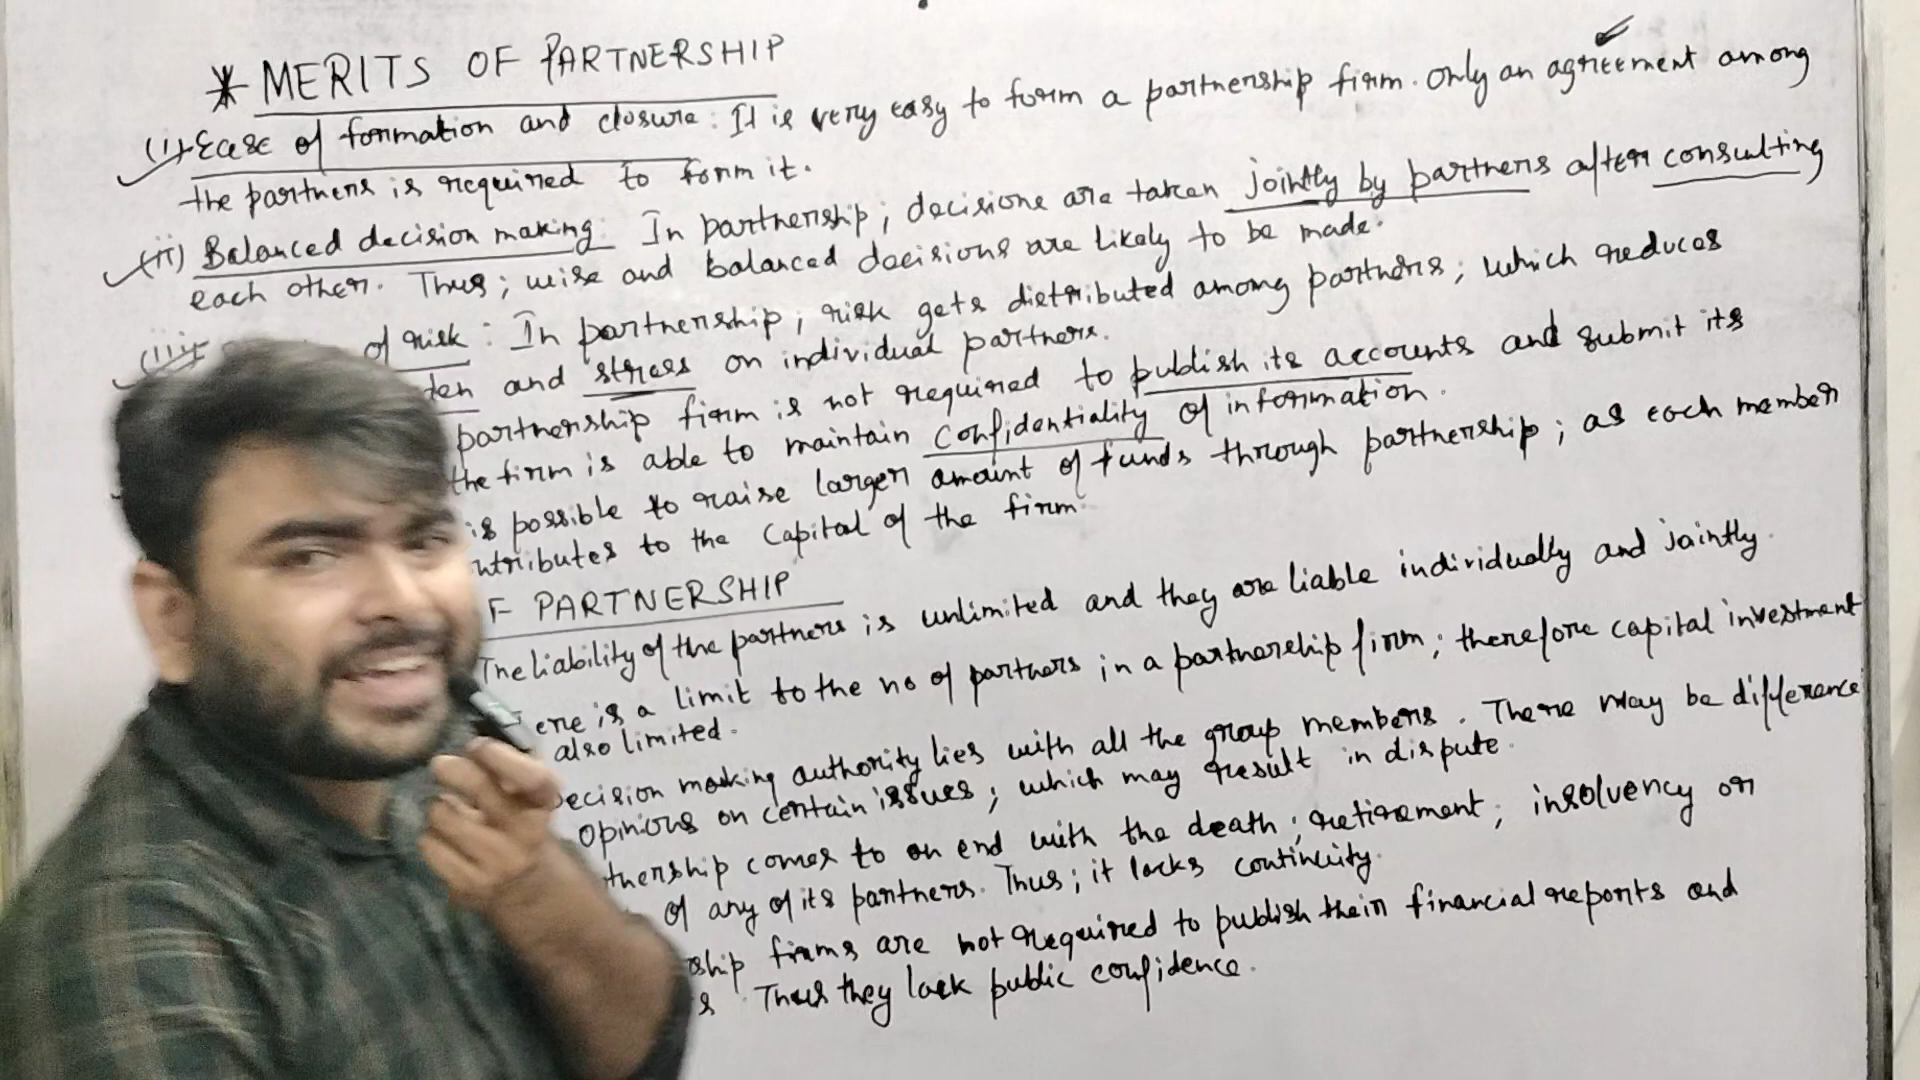 * MERITS OF PARTNERSHIP
(i) Ease of formation and closure: It is very easy to form a partnership firm. Only an agreement among
the partners is required to form it.
(ii) Balanced decision making: In partnership; decisions are taken jointly by partners after consulting
each other. Thus; wise and balanced decisions are likely to be made.
(iii) of risk: In partnership; risk gets distributed among partners; which reduces
den and stress on individual partners.
partnership firm is not required to publish its accounts and submit its
the firm is able to maintain confidentiality of information.
is possible to raise larger amount of funds through partnership; as each member
ntributes to the capital of the firm.
F PARTNERSHIP
The liability of the partners is unlimited and they are liable individually and jointly.
ere is a limit to the no of partners in a partnership firm; therefore capital investment
also limited.
ecision making authority lies with all the group members. There may be difference
opinions on certain issues; which may result in dispute.
tnership comes to an end with the death; retirement; insolvency or
of any of its partners. Thus; it lacks continuity.
ship firms are not required to publish their financial reports and
s. Thus they lack public confidence.